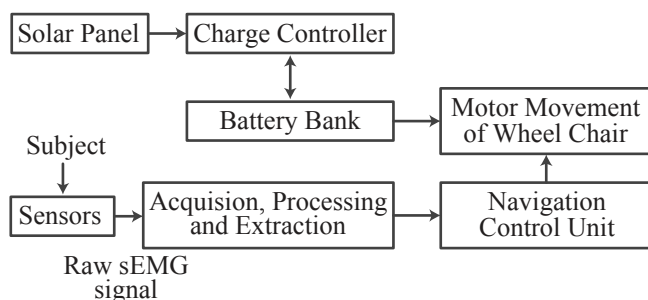 Solar Panel
Charge Controller
Battery Bank
Motor Movement
of Wheel Chair
Subject
Sensors
Acquision, Processing
and Extraction
Navigation
Control Unit
Raw sEMG
signal